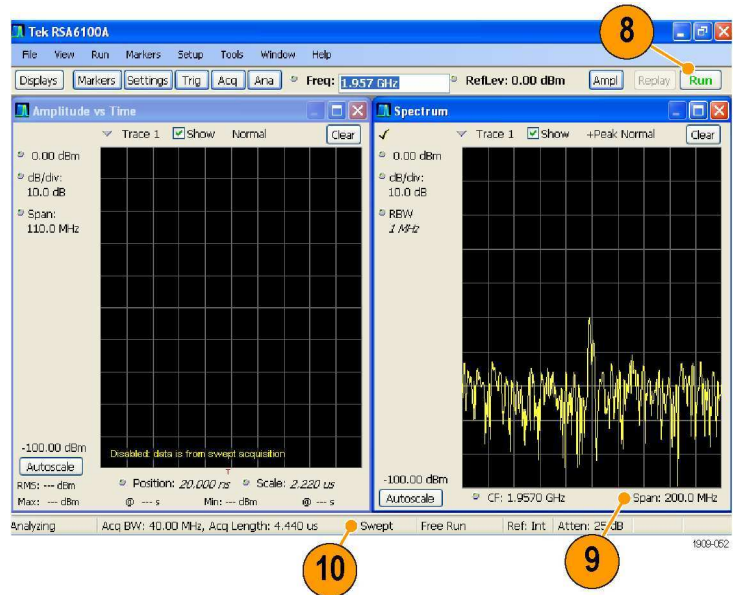 Tek RSA6100A
8
File View Run Markers Setup Tools Window Help
Displays Markers Settings Trig Acq Ana Freq: 1.957 GHz RefLev: 0.00 dBm Ampl Replay Run
Amplitude vs Time
Trace 1 Show Normal Clear
0.00 dBm
dB/div:
10.0 dB
Span:
110.0 MHz
-100.00 dBm
Disabled: data is from swept acquisition
Autoscale
T
Position: 20.000 ns Scale: 2.220 us
RMS: --- dBm
Max: --- dBm @ --- s Min: --- dBm @ --- s
Spectrum
Trace 1 Show +Peak Normal Clear
0.00 dBm
dB/div:
10.0 dB
RBW
1 MHz
-100.00 dBm
Autoscale CF: 1.9570 GHz Span: 200.0 MHz
Analyzing Acq BW: 40.00 MHz, Acq Length: 4.440 us Swept Free Run Ref: Int Atten: 25 dB
1909-052
10
9